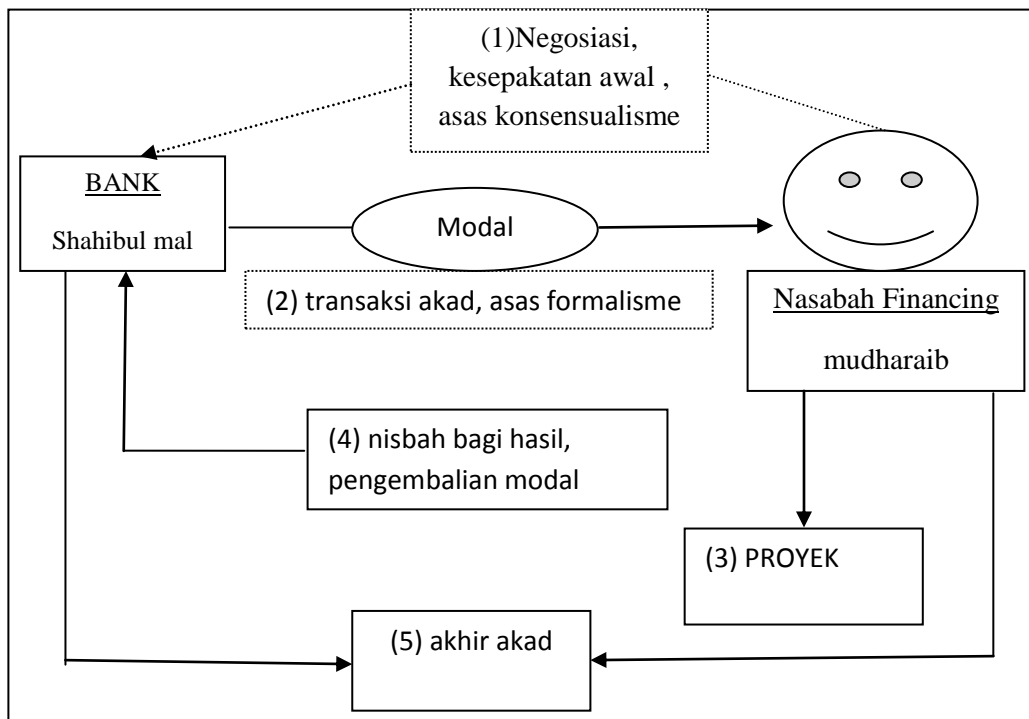 (1)Negosiasi,
kesepakatan awal ,
asas konsensualisme
BANK
Shahibul mal
Modal
(2) transaksi akad, asas formalisme
Nasabah Financing
mudharaib
(4) nisbah bagi hasil,
pengembalian modal
(3) PROYEK
(5) akhir akad